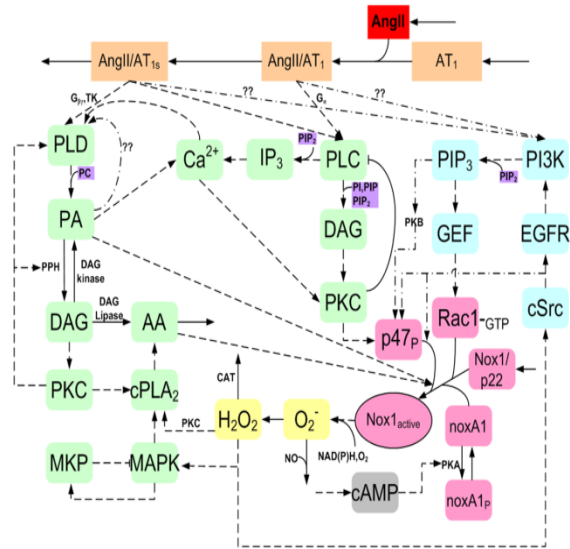 AngII
AngII/AT1s
AngII/AT1
AT1
Gβγ,TK
??
Gα
??
PLD
??
Ca2+
IP3
PIP2
PLC
PIP3
PIP2
PI3K
PC
PI,PIP
PIP2
PKB
PA
DAG
GEF
EGFR
PPH
DAG
kinase
PKC
DAG
Lipase
DAG
AA
p47P
Rac1-GTP
cSrc
Nox1/
p22
PKC
cPLA2
CAT
PKC
H2O2
O2-
Nox1active
noxA1
NO
NAD(P)H,O2
MKP
MAPK
cAMP
PKA
noxA1P